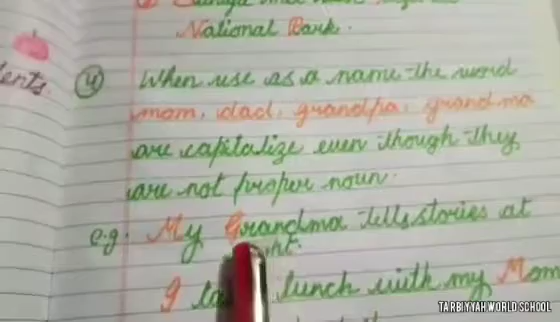 National Bank.
ents
④ When use as a name the word
mom, dad, grandpa, grandma
are capitalize even though they
are not proper noun.
e.g. My Grandma tells stories at
I lunch with my Mom
TARBIYYAH WORLD SCHOOL